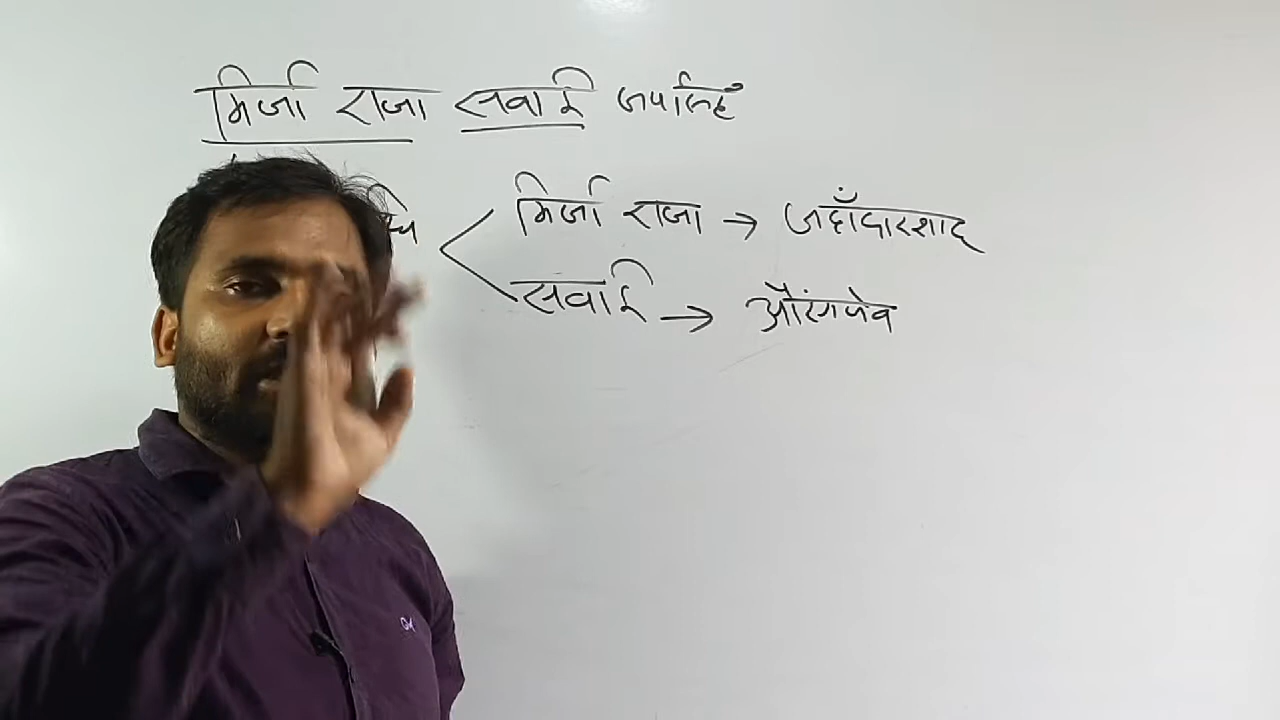 मिर्जा राजा सवाई जयसिंह
मिर्जा राजा → जहाँदारशाह
सवाई → औरंगजेब